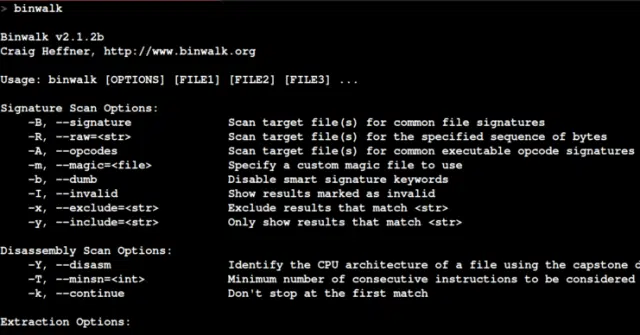 > binwalk
Binwalk v2.1.2b
Craig Heffner, http://www.binwalk.org
Usage: binwalk [OPTIONS] [FILE1] [FILE2] [FILE3] ...
Signature Scan Options:
-B, --signature Scan target file(s) for common file signatures
-R, --raw=<str> Scan target file(s) for the specified sequence of bytes
-A, --opcodes Scan target file(s) for common executable opcode signatures
-m, --magic=<file> Specify a custom magic file to use
-b, --dumb Disable smart signature keywords
-I, --invalid Show results marked as invalid
-x, --exclude=<str> Exclude results that match <str>
-y, --include=<str> Only show results that match <str>
Disassembly Scan Options:
-Y, --disasm Identify the CPU architecture of a file using the capstone d
-T, --minsn=<int> Minimum number of consecutive instructions to be considered
-k, --continue Don't stop at the first match
Extraction Options: